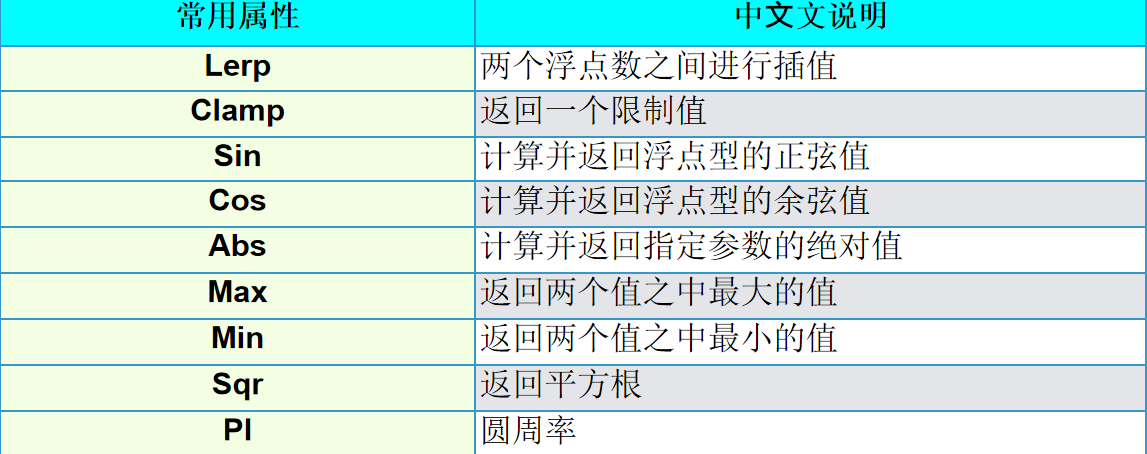 常用属性 中文文说明
Lerp 两个浮点数之间进行插值
Clamp 返回一个限制值
Sin 计算并返回浮点型的正弦值
Cos 计算并返回浮点型的余弦值
Abs 计算并返回指定参数的绝对值
Max 返回两个值之中最大的值
Min 返回两个值之中最小的值
Sqr 返回平方根
PI 圆周率